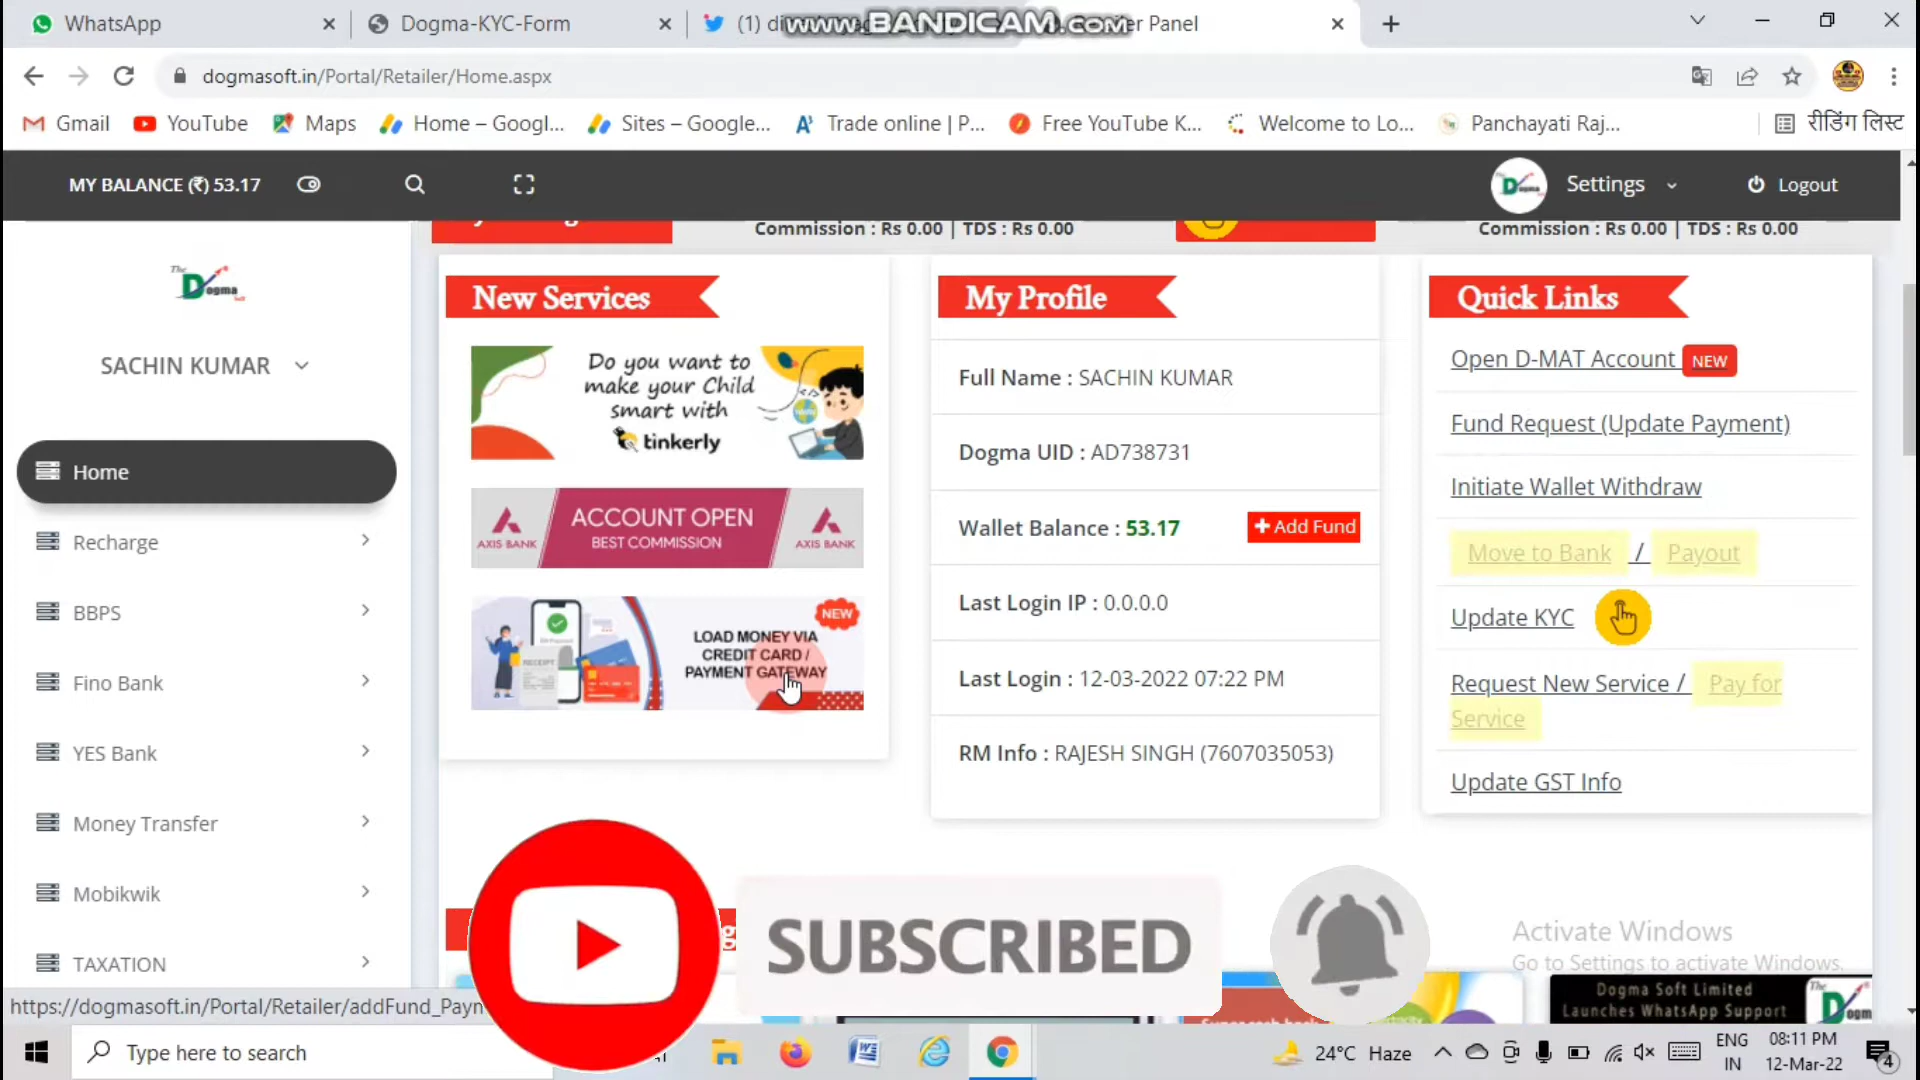 WhatsApp
Dogma-KYC-Form
(1) di
www.BANDICAM.com
Panel
dogmasoft.in/Portal/Retailer/Home.aspx
Gmail
YouTube
Maps
Home – Googl...
Sites – Google...
Trade online | P...
Free YouTube K...
Welcome to Lo...
Panchayati Raj...
रीडिंग लिस्ट
MY BALANCE (₹) 53.17
Settings
Logout
Commission : Rs 0.00 | TDS : Rs 0.00
Commission : Rs 0.00 | TDS : Rs 0.00
The Dogma Soft
SACHIN KUMAR
Home
Recharge
BBPS
Fino Bank
YES Bank
Money Transfer
Mobikwik
TAXATION
New Services
Do you want to
make your Child
smart with
tinkerly
AXIS BANK
ACCOUNT OPEN
BEST COMMISSION
AXIS BANK
NEW
LOAD MONEY VIA
CREDIT CARD /
PAYMENT GATEWAY
RECEIPT
My Profile
Full Name : SACHIN KUMAR
Dogma UID : AD738731
Wallet Balance : 53.17
+ Add Fund
Last Login IP : 0.0.0.0
Last Login : 12-03-2022 07:22 PM
RM Info : RAJESH SINGH (7607035053)
Quick Links
Open D-MAT Account NEW
Fund Request (Update Payment)
Initiate Wallet Withdraw
Move to Bank / Payout
Update KYC
Request New Service / Pay for
Service
Update GST Info
SUBSCRIBED
Activate Windows
Go to Settings to activate Windows.
Dogma Soft Limited
Launches WhatsApp Support
The Dogma
https://dogmasoft.in/Portal/Retailer/addFund_Payn
Type here to search
24°C Haze
ENG
IN
08:11 PM
12-Mar-22
4